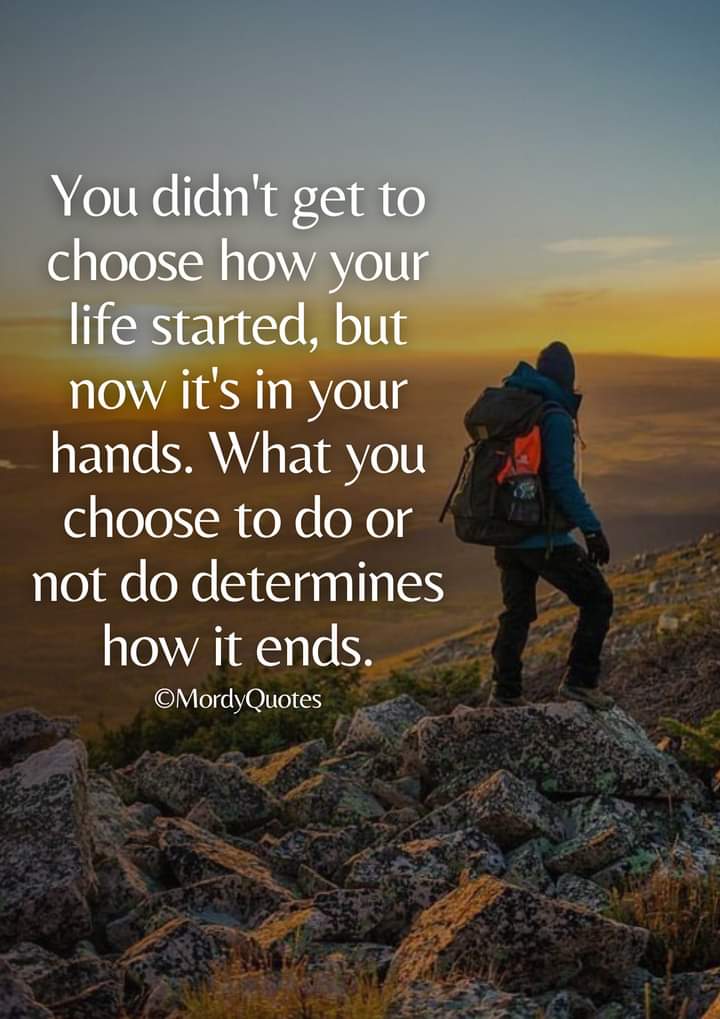 You didn't get to
choose how your
life started, but
now it's in your
hands. What you
choose to do or
not do determines
how it ends.
©MordyQuotes